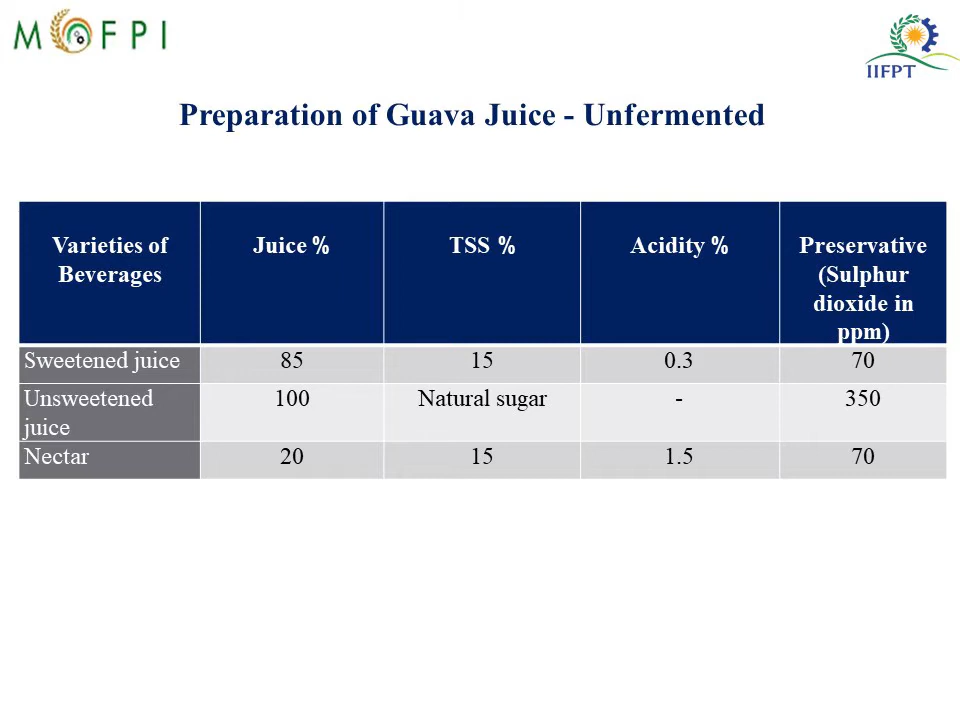 MOFPI
IIFPT
Preparation of Guava Juice - Unfermented
Varieties of
Beverages
Juice %
TSS %
Acidity %
Preservative
(Sulphur
dioxide in
ppm)
Sweetened juice
85
15
0.3
70
Unsweetened
juice
100
Natural sugar
-
350
Nectar
20
15
1.5
70